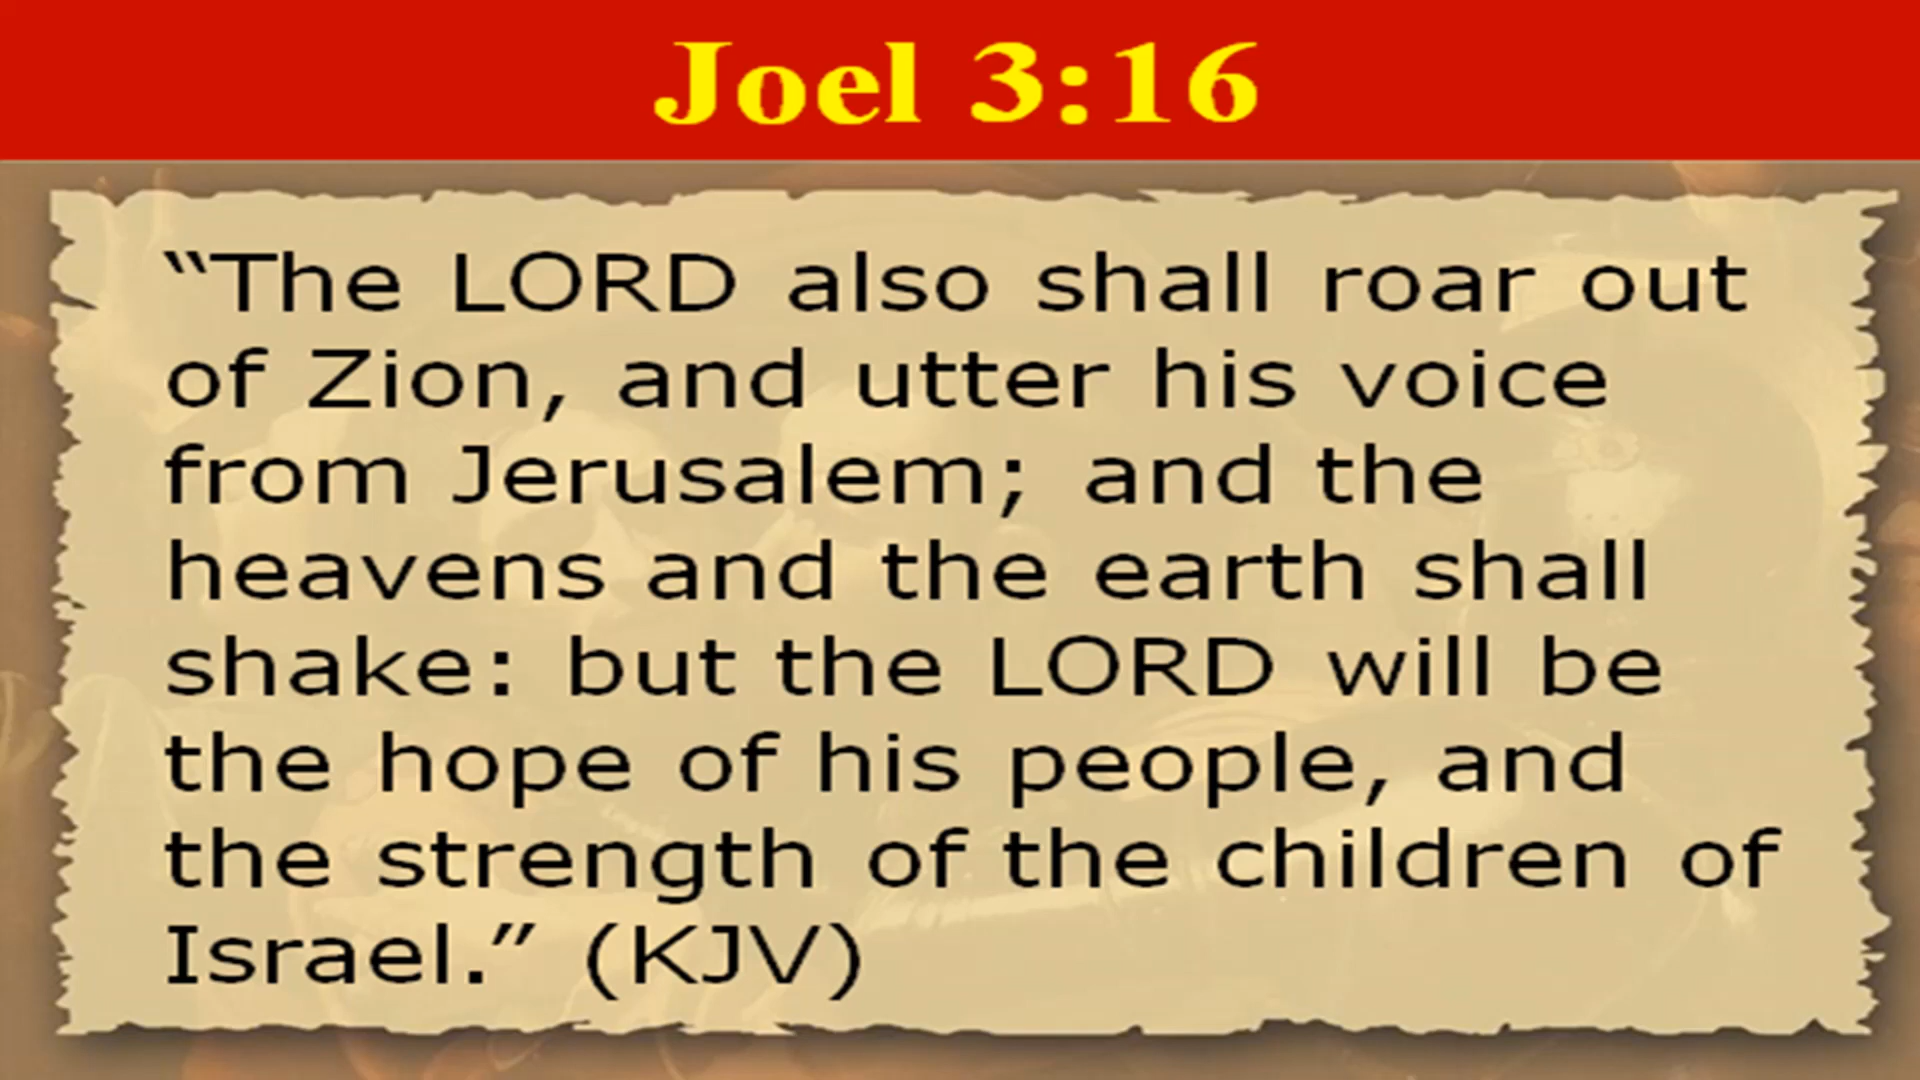 Joel 3:16
“The LORD also shall roar out
of Zion, and utter his voice
from Jerusalem; and the
heavens and the earth shall
shake: but the LORD will be
the hope of his people, and
the strength of the children of
Israel.” (KJV)